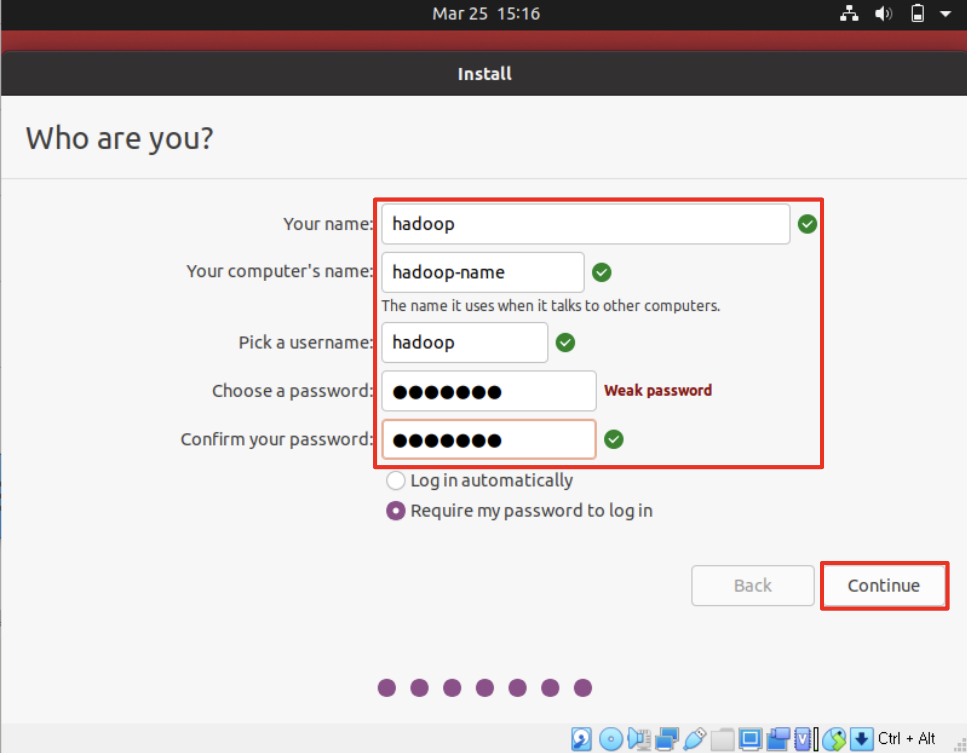 Mar 25 15:16
Install
Who are you?
Your name: hadoop
Your computer's name: hadoop-name
The name it uses when it talks to other computers.
Pick a username: hadoop
Choose a password: ●●●●●●● Weak password
Confirm your password: ●●●●●●●
Log in automatically
Require my password to log in
Back Continue
Ctrl + Alt